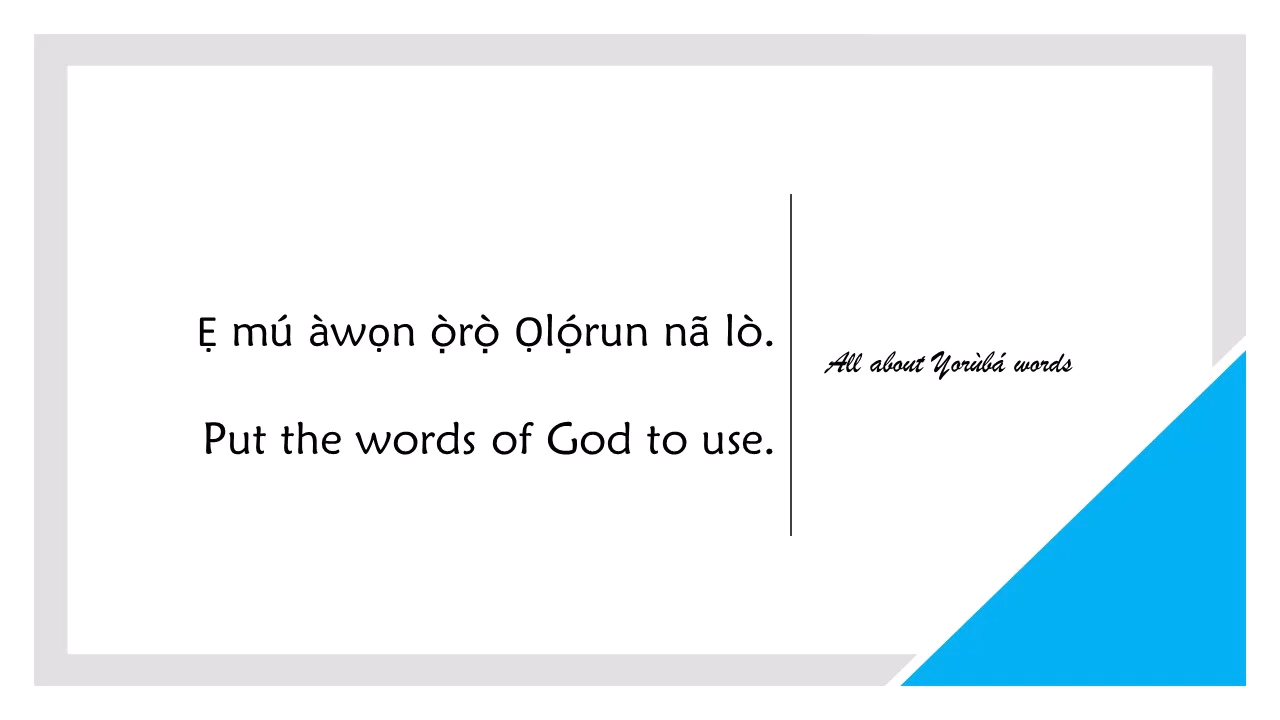 Ẹ mú àwọn ọ̀rọ̀ Ọlọ́run nã lò.
Put the words of God to use.
All about Yorùbá words